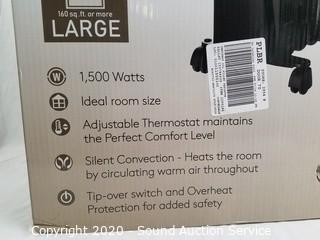 160 sq. ft. or more
LARGE
W
1,500 Watts
Ideal room size
Adjustable Thermostat maintains
the Perfect Comfort Level
Silent Convection - Heats the room
by circulating warm air throughout
Tip-over switch and Overheat
Protection for added safety
PLBR
Copyright 2020 - Sound Auction Service